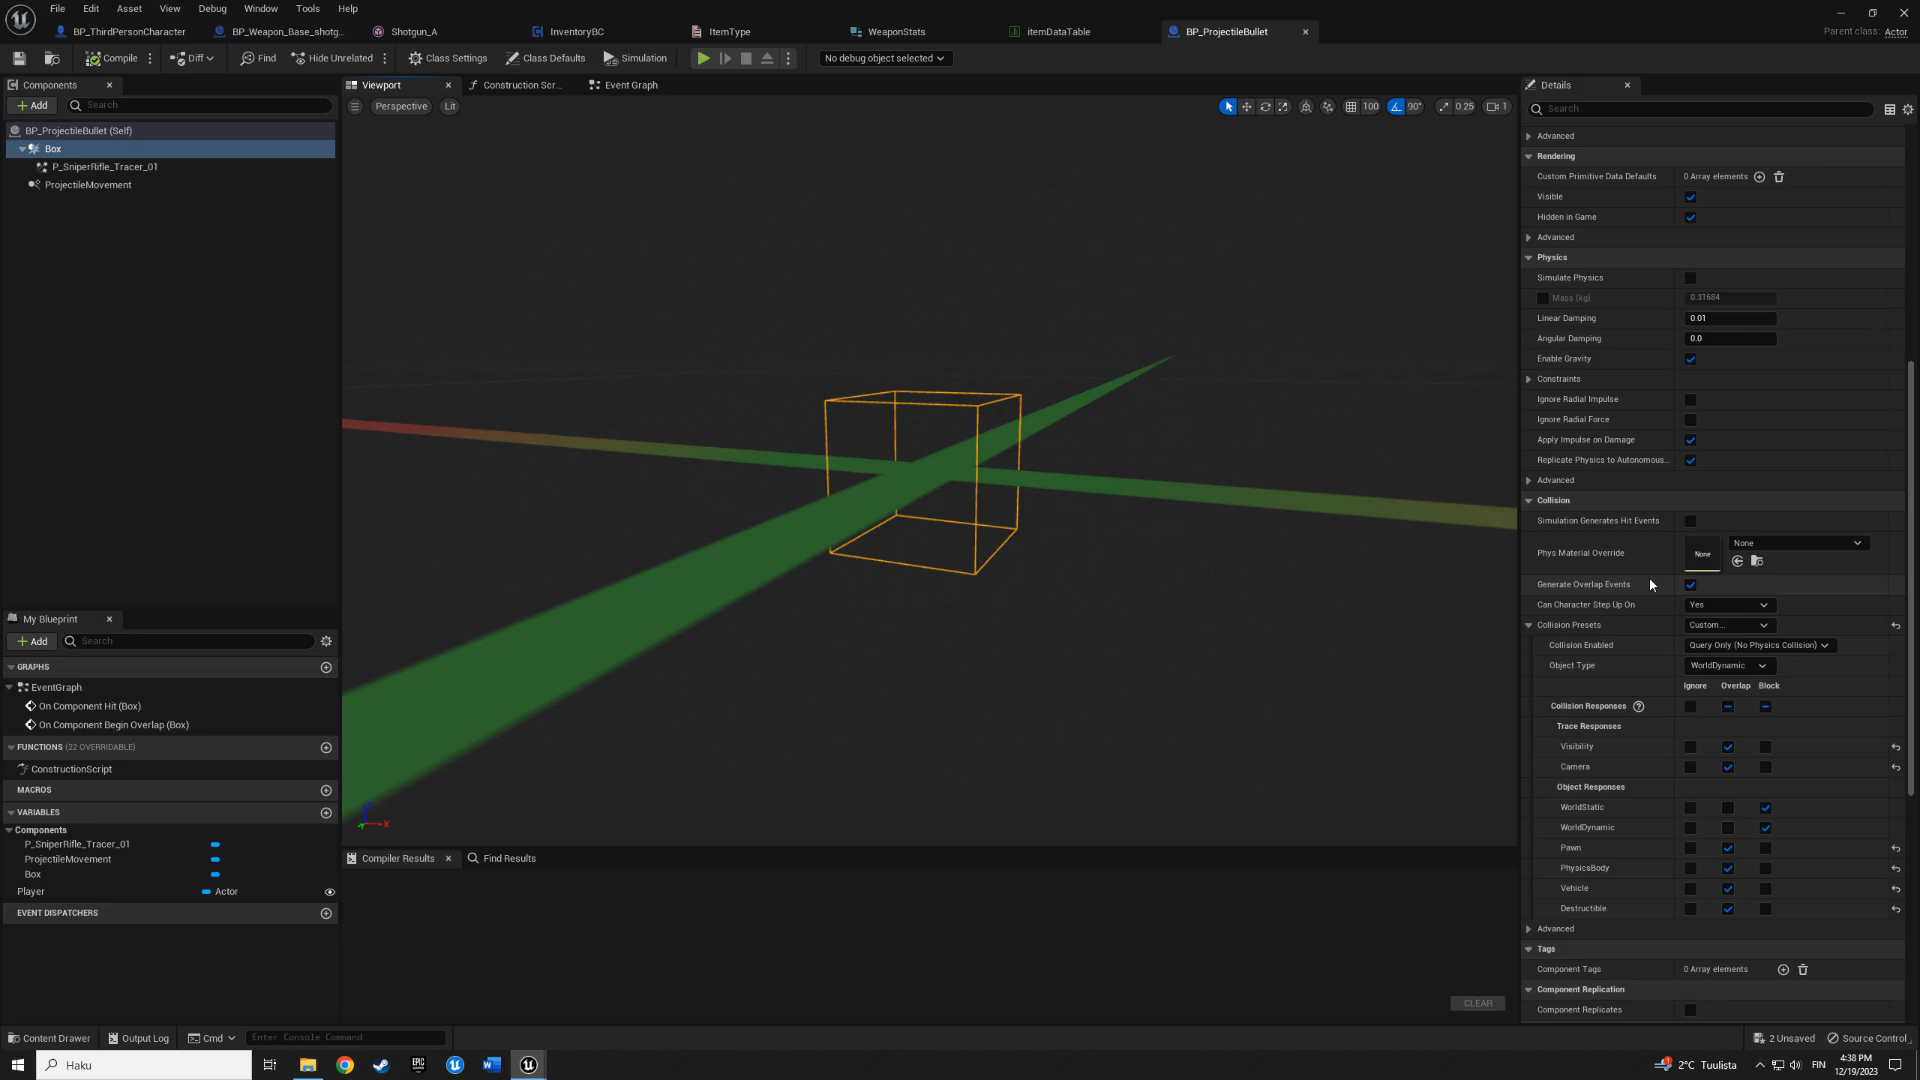 File Edit Asset View Debug Window Tools Help
BP_ThirdPersonCharacter BP_Weapon_Base_shotg... Shotgun_A InventoryBC ItemType WeaponStats itemDataTable BP_ProjectileBullet Parent class: Actor
Compile Diff Find Hide Unrelated Class Settings Class Defaults Simulation No debug object selected
Components Viewport Construction Scr... Event Graph Details
Add Search Perspective Lit 100 90° 0.25 1 Search
BP_ProjectileBullet (Self)
Box
P_SniperRifle_Tracer_01
ProjectileMovement
My Blueprint
Add Search
GRAPHS
EventGraph
On Component Hit (Box)
On Component Begin Overlap (Box)
FUNCTIONS (22 OVERRIDABLE)
ConstructionScript
MACROS
VARIABLES
Components
P_SniperRifle_Tracer_01
ProjectileMovement
Box
Player Actor
EVENT DISPATCHERS
X
Compiler Results Find Results
CLEAR
Advanced
Rendering
Custom Primitive Data Defaults 0 Array elements
Visible
Hidden in Game
Advanced
Physics
Simulate Physics
Mass (kg) 0.31684
Linear Damping 0.01
Angular Damping 0.0
Enable Gravity
Constraints
Ignore Radial Impulse
Ignore Radial Force
Apply Impulse on Damage
Replicate Physics to Autonomous...
Advanced
Collision
Simulation Generates Hit Events
Phys Material Override None None
Generate Overlap Events
Can Character Step Up On Yes
Collision Presets Custom...
Collision Enabled Query Only (No Physics Collision)
Object Type WorldDynamic
Ignore Overlap Block
Collision Responses ?
Trace Responses
Visibility
Camera
Object Responses
WorldStatic
WorldDynamic
Pawn
PhysicsBody
Vehicle
Destructible
Advanced
Tags
Component Tags 0 Array elements
Component Replication
Component Replicates
Content Drawer Output Log Cmd Enter Console Command 2 Unsaved Source Control
Haku EPIC GAMES W 1 2°C Tuulista FIN 4:38 PM
12/19/2023